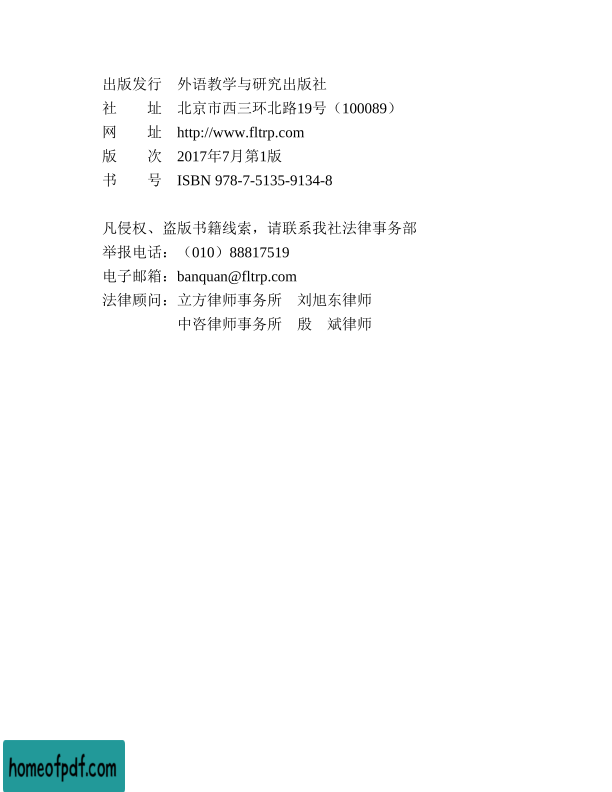 出版发行　外语教学与研究出版社
社　　址　北京市西三环北路19号（100089）
网　　址　http://www.fltrp.com
版　　次　2017年7月第1版
书　　号　ISBN 978-7-5135-9134-8
凡侵权、盗版书籍线索，请联系我社法律事务部
举报电话：（010）88817519
电子邮箱：banquan@fltrp.com
法律顾问：立方律师事务所　刘旭东律师
中咨律师事务所　殷　斌律师
homeofpdf.com